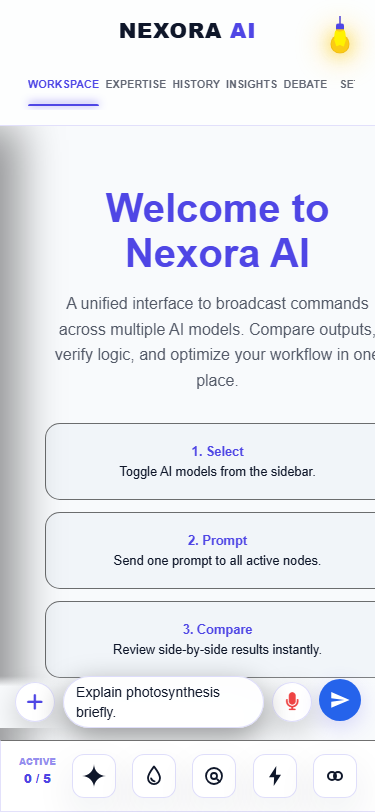 NEXORA AI
WORKSPACE EXPERTISE HISTORY INSIGHTS DEBATE
Welcome to
Nexora AI
A unified interface to broadcast commands
across multiple AI models. Compare outputs,
verify logic, and optimize your workflow in one
place.
1. Select
Toggle AI models from the sidebar.
2. Prompt
Send one prompt to all active nodes.
3. Compare
Review side-by-side results instantly.
Explain photosynthesis
briefly.
ACTIVE
0 / 5